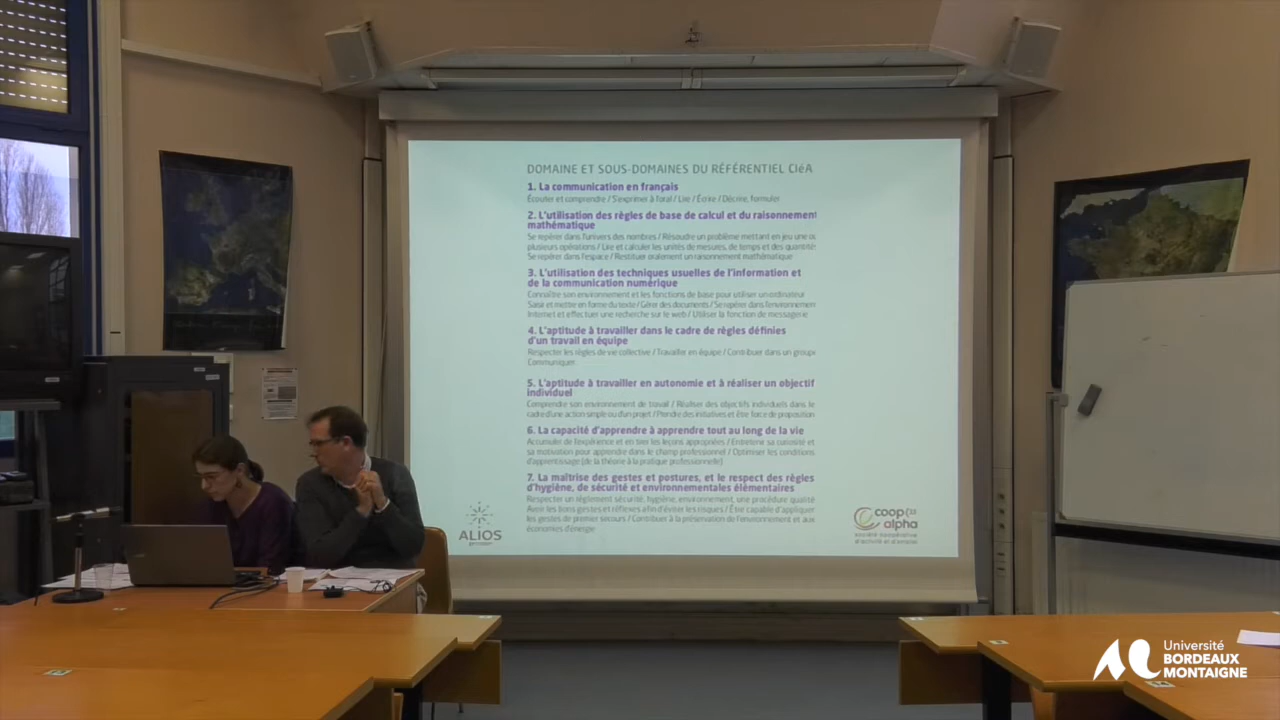 DOMAINE ET SOUS-DOMAINES DU RÉFÉRENTIEL CléA
1. La communication en français
Écouter et comprendre / S'exprimer à l'oral / Lire / Écrire / Décrire, formuler
2. L'utilisation des règles de base de calcul et du raisonnement
mathématique
Se repérer dans l'univers des nombres / Résoudre un problème mettant en jeu une ou
plusieurs opérations / Lire et calculer les unités de mesures, de temps et des quantités
Se repérer dans l'espace / Restituer oralement un raisonnement mathématique
3. L'utilisation des techniques usuelles de l'information et
de la communication numérique
Connaître son environnement et les fonctions de base pour utiliser un ordinateur
Saisir et mettre en forme du texte / Gérer des documents / Se repérer dans l'environnement
Internet et effectuer une recherche sur le web / Utiliser la fonction de messagerie
4. L'aptitude à travailler dans le cadre de règles définies
d'un travail en équipe
Respecter les règles de vie collective / Travailler en équipe / Contribuer dans un groupe
Communiquer
5. L'aptitude à travailler en autonomie et à réaliser un objectif
individuel
Comprendre son environnement de travail / Réaliser des objectifs individuels dans le
cadre d'une action simple ou d'un projet / Prendre des initiatives et être force de proposition
6. La capacité d'apprendre à apprendre tout au long de la vie
Accumuler de l'expérience et en tirer les leçons appropriées / Entretenir sa curiosité et
sa motivation pour apprendre dans le champ professionnel / Optimiser les conditions
d'apprentissage (de la théorie à la pratique professionnelle)
7. La maîtrise des gestes et postures, et le respect des règles
d'hygiène, de sécurité et environnementales élémentaires
Respecter un règlement sécurité, hygiène, environnement, une procédure qualité
Avoir les bons gestes et réflexes afin d'éviter les risques / Être capable d'appliquer
les gestes de premier secours / Contribuer à la préservation de l'environnement et aux
économies d'énergie
ALIOS
coop
alpha
société coopérative
d'activité et d'emploi
Université
BORDEAUX
MONTAIGNE